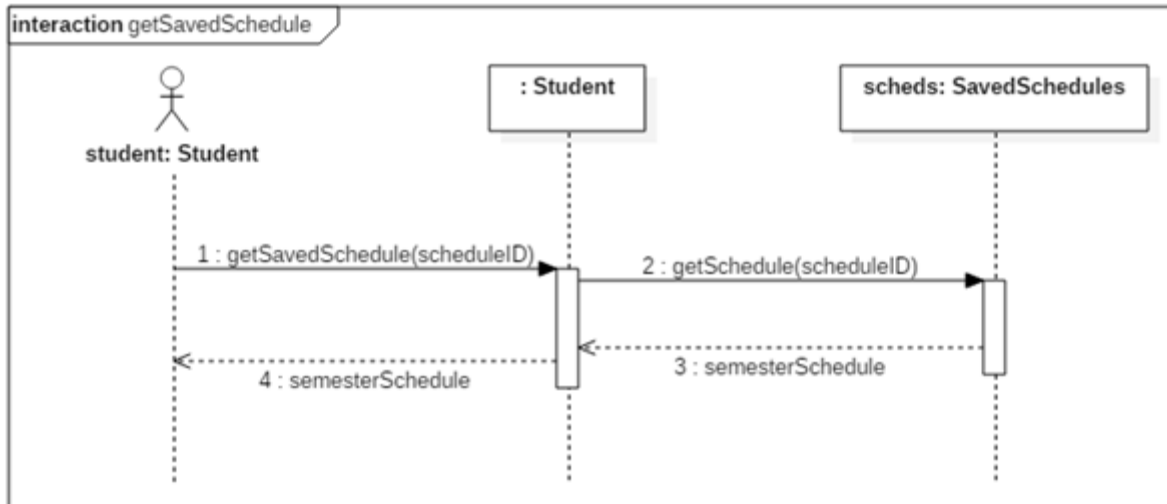 interaction getSavedSchedule
: Student
scheds: SavedSchedules
student: Student
1 : getSavedSchedule(scheduleID)
2 : getSchedule(scheduleID)
3 : semesterSchedule
4 : semesterSchedule